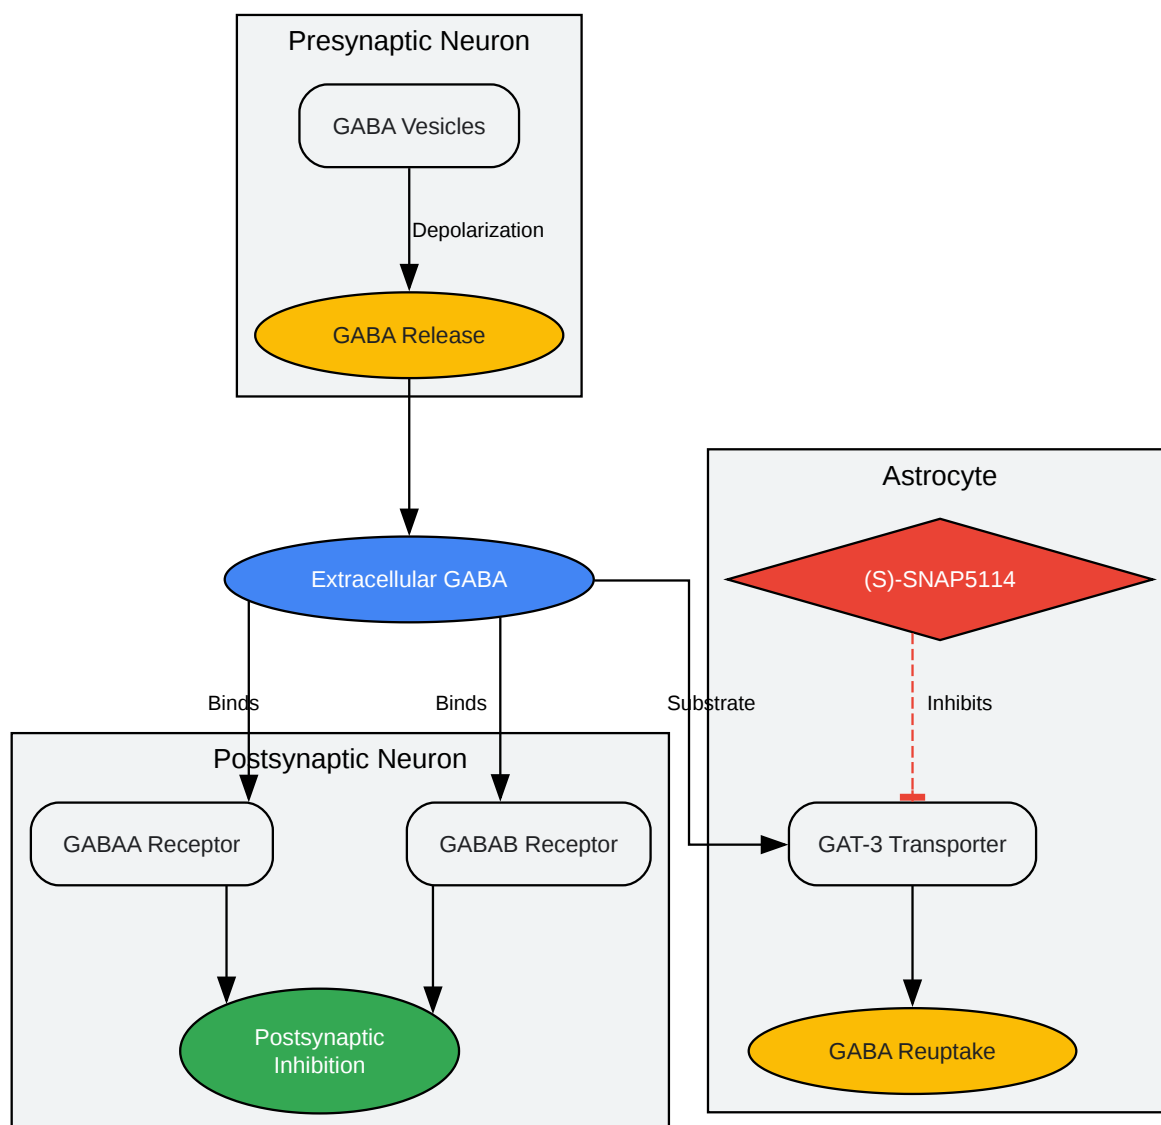 Presynaptic Neuron
GABA Vesicles
Depolarization
GABA Release
Extracellular GABA
Astrocyte
(S)-SNAP5114
Binds
Binds
Substrate
Inhibits
Postsynaptic Neuron
GABAA Receptor
GABAB Receptor
GAT-3 Transporter
Postsynaptic
Inhibition
GABA Reuptake